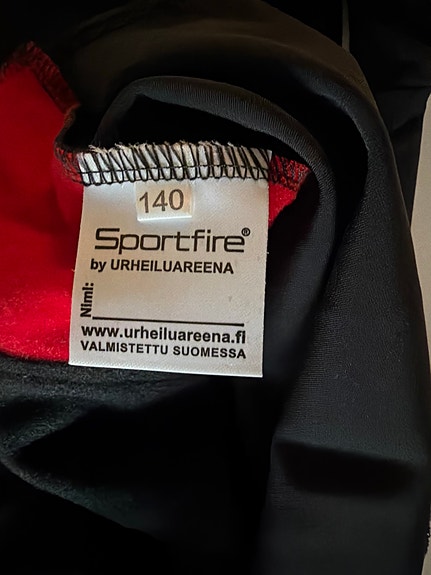 140
Sportfire®
by URHEILUAREENA
Nimi:
www.urheiluareena.fi
VALMISTETTU SUOMESSA